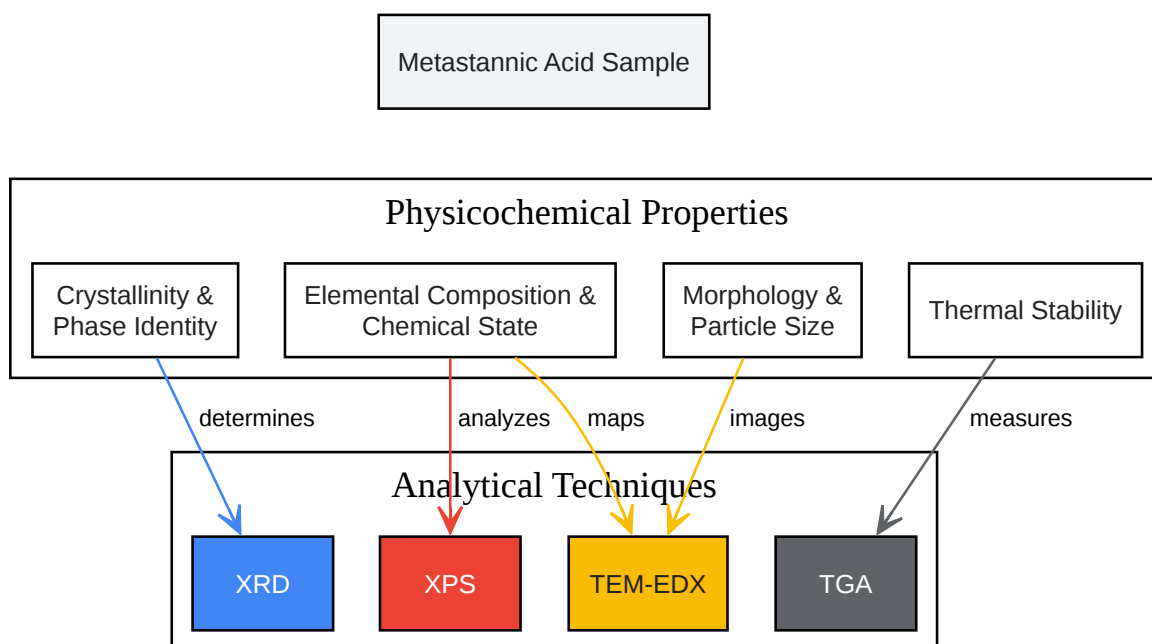 Metastannic Acid Sample
Physicochemical Properties
Crystallinity &
Phase Identity
Elemental Composition &
Chemical State
Morphology &
Particle Size
Thermal Stability
determines
analyzes
maps
images
measures
Analytical Techniques
XRD
XPS
TEM-EDX
TGA